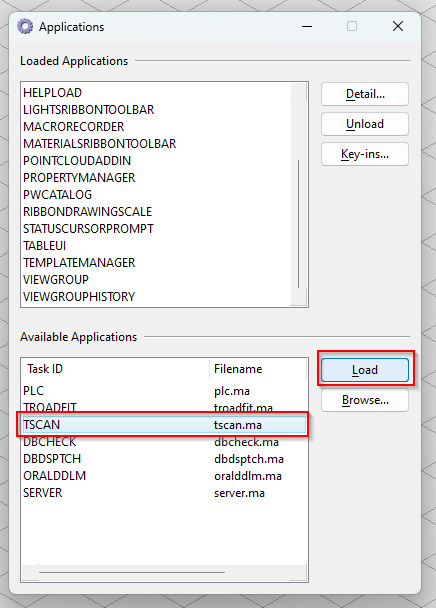 Applications
Loaded Applications
HELPLOAD
LIGHTSRIBBONTOOLBAR
MACRORECORDER
MATERIALSRIBBONTOOLBAR
POINTCLOUDADDIN
PROPERTYMANAGER
PWCATALOG
RIBBONDRAWINGSCALE
STATUSCURSORPROMPT
TABLEUI
TEMPLATEMANAGER
VIEWGROUP
VIEWGROUPHISTORY
Detail...
Unload
Key-ins...
Available Applications
Task ID Filename
PLC plc.ma
TROADFIT troadfit.ma
TSCAN tscan.ma
DBCHECK dbcheck.ma
DBDSPTCH dbdsptch.ma
ORALDDLM oralddlm.ma
SERVER server.ma
Load
Browse...